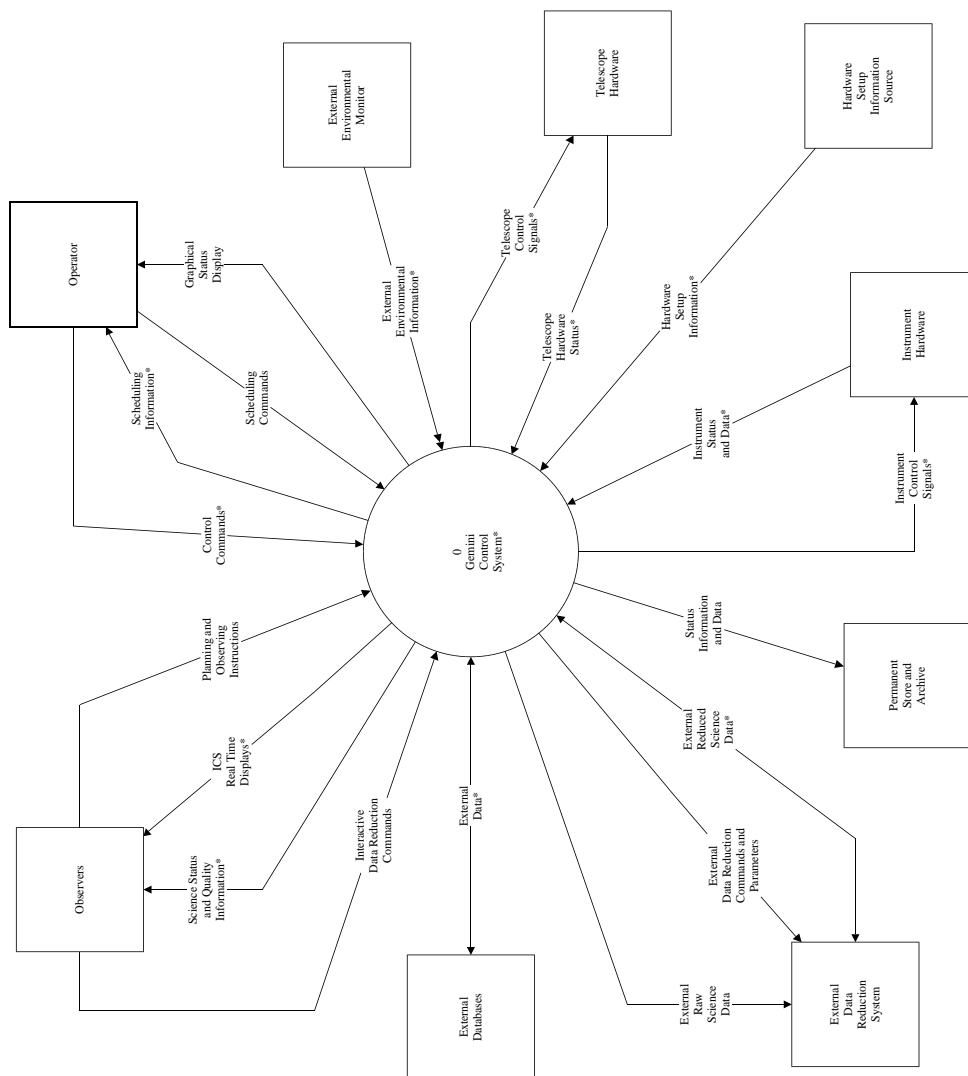 Observers
Planning and
Observing
Instructions
ICS
Real Time
Displays*
Science Status
and Quality
Information*
Interactive
Data Reduction
Commands
Operator
Control
Commands*
Scheduling
Information*
Scheduling
Commands
Graphical
Status
Display
External
Environmental
Monitor
External
Environmental
Information*
Telescope
Hardware
Telescope
Control
Signals*
Telescope
Hardware
Status*
Hardware
Setup
Information
Source
Hardware
Setup
Information*
Instrument
Hardware
Instrument
Status
and Data*
Instrument
Control
Signals*
0
Gemini
Control
System*
External
Databases
External
Data*
External
Raw
Science Data
External
Data Reduction
Commands and
Parameters
External
Reduced
Science
Data*
External
Data
Reduction
System
Status
Information
and Data
Permanent
Store and
Archive